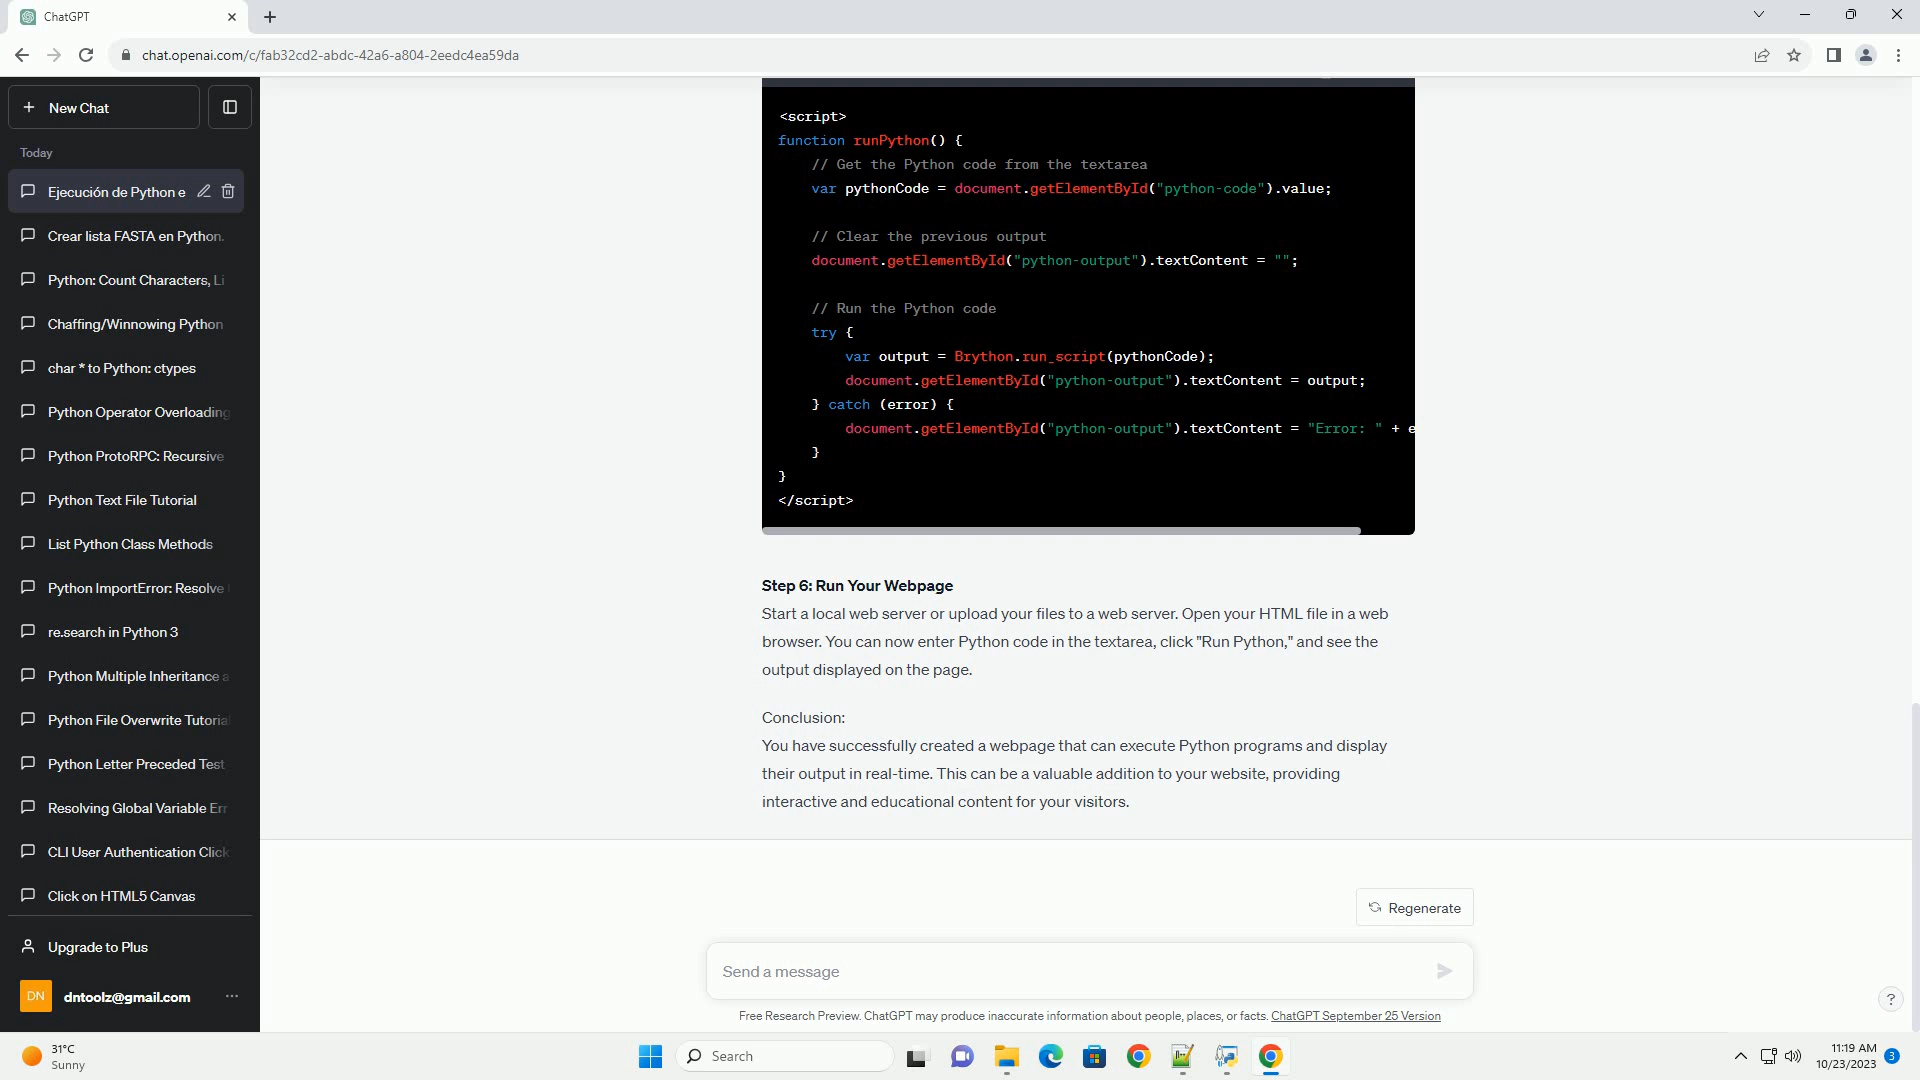 ChatGPT
chat.openai.com/c/fab32cd2-abdc-42a6-a804-2eedc4ea59da
New Chat
Today
Ejecución de Python e
Crear lista FASTA en Python.
Python: Count Characters, Li
Chaffing/Winnowing Python
char * to Python: ctypes
Python Operator Overloading
Python ProtoRPC: Recursive
Python Text File Tutorial
List Python Class Methods
Python ImportError: Resolve
re.search in Python 3
Python Multiple Inheritance a
Python File Overwrite Tutorial
Python Letter Preceded Test
Resolving Global Variable Err
CLI User Authentication Click
Click on HTML5 Canvas
Upgrade to Plus
DN dntoolz@gmail.com
<script>
function runPython() {
// Get the Python code from the textarea
var pythonCode = document.getElementById("python-code").value;
// Clear the previous output
document.getElementById("python-output").textContent = "";
// Run the Python code
try {
var output = Brython.run_script(pythonCode);
document.getElementById("python-output").textContent = output;
} catch (error) {
document.getElementById("python-output").textContent = "Error: " + e
}
}
</script>
Step 6: Run Your Webpage
Start a local web server or upload your files to a web server. Open your HTML file in a web
browser. You can now enter Python code in the textarea, click "Run Python," and see the
output displayed on the page.
Conclusion:
You have successfully created a webpage that can execute Python programs and display
their output in real-time. This can be a valuable addition to your website, providing
interactive and educational content for your visitors.
Regenerate
Send a message
Free Research Preview. ChatGPT may produce inaccurate information about people, places, or facts. ChatGPT September 25 Version
?
31°C
Sunny
Search
11:19 AM
10/23/2023
3